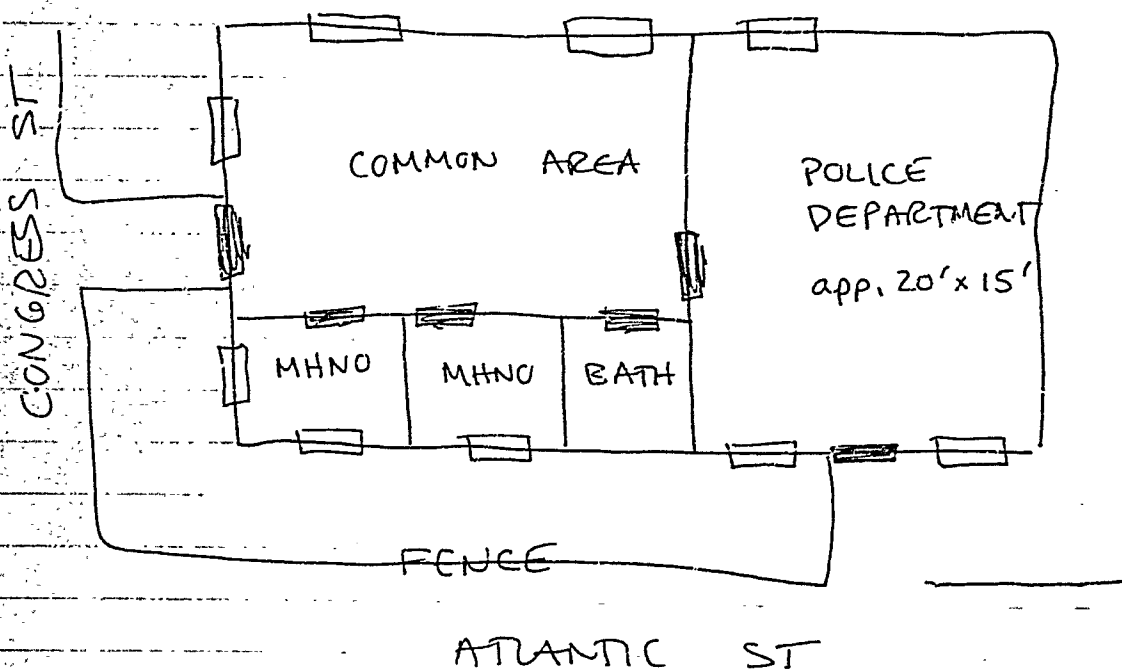 CONGRESS ST
COMMON AREA
POLICE
DEPARTMENT
app. 20' x 15'
MHNO
MHNO
BATH
FENCE
ATLANTIC ST